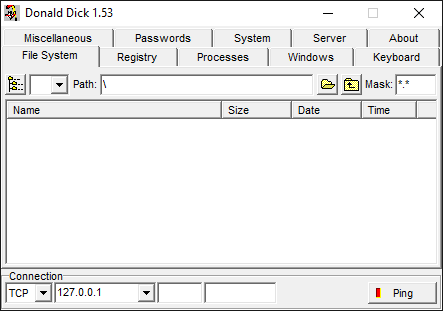 Donald Dick 1.53
Miscellaneous Passwords System Server About
File System Registry Processes Windows Keyboard
Path: \ Mask: *.*
Name Size Date Time
Connection
TCP 127.0.0.1 Ping